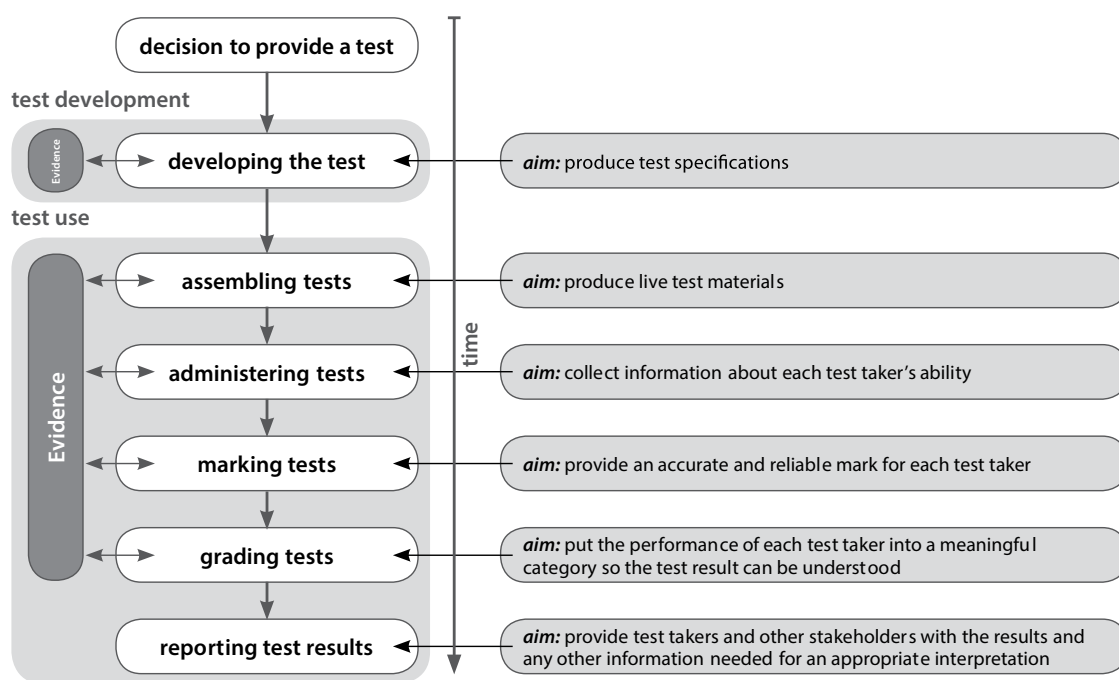 decision to provide a test
test development
Evidence
developing the test
aim: produce test specifications
test use
Evidence
assembling tests
aim: produce live test materials
time
administering tests
aim: collect information about each test taker's ability
marking tests
aim: provide an accurate and reliable mark for each test taker
grading tests
aim: put the performance of each test taker into a meaningful
category so the test result can be understood
reporting test results
aim: provide test takers and other stakeholders with the results and
any other information needed for an appropriate interpretation